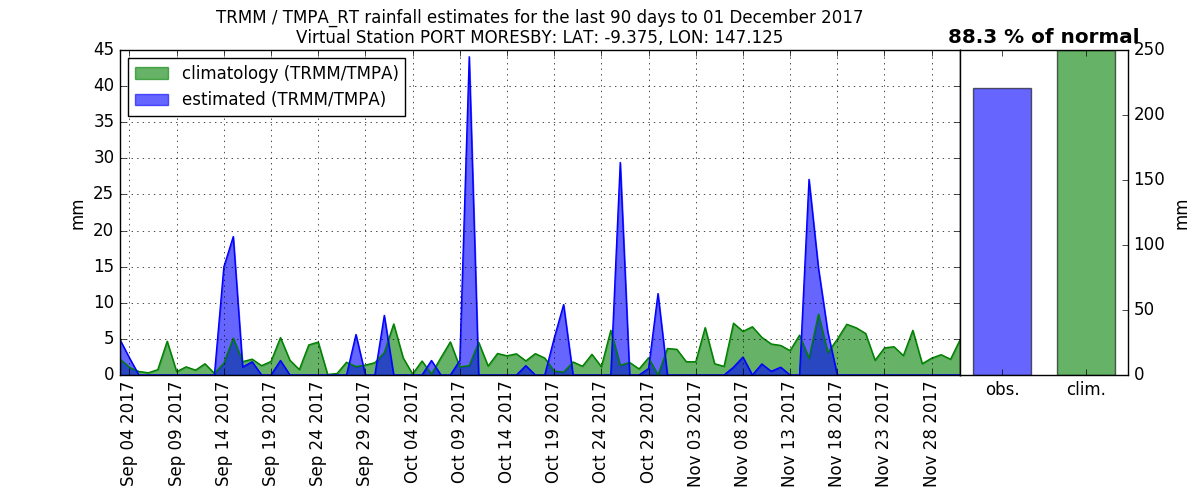 TRMM / TMPA_RT rainfall estimates for the last 90 days to 01 December 2017
Virtual Station PORT MORESBY: LAT: -9.375, LON: 147.125
88.3 % of normal
climatology (TRMM/TMPA)
estimated (TRMM/TMPA)
mm
45
40
35
30
25
20
15
10
5
0
Sep 04 2017
Sep 09 2017
Sep 14 2017
Sep 19 2017
Sep 24 2017
Sep 29 2017
Oct 04 2017
Oct 09 2017
Oct 14 2017
Oct 19 2017
Oct 24 2017
Oct 29 2017
Nov 03 2017
Nov 08 2017
Nov 13 2017
Nov 18 2017
Nov 23 2017
Nov 28 2017
obs.
clim.
250
200
150
100
50
0
mm